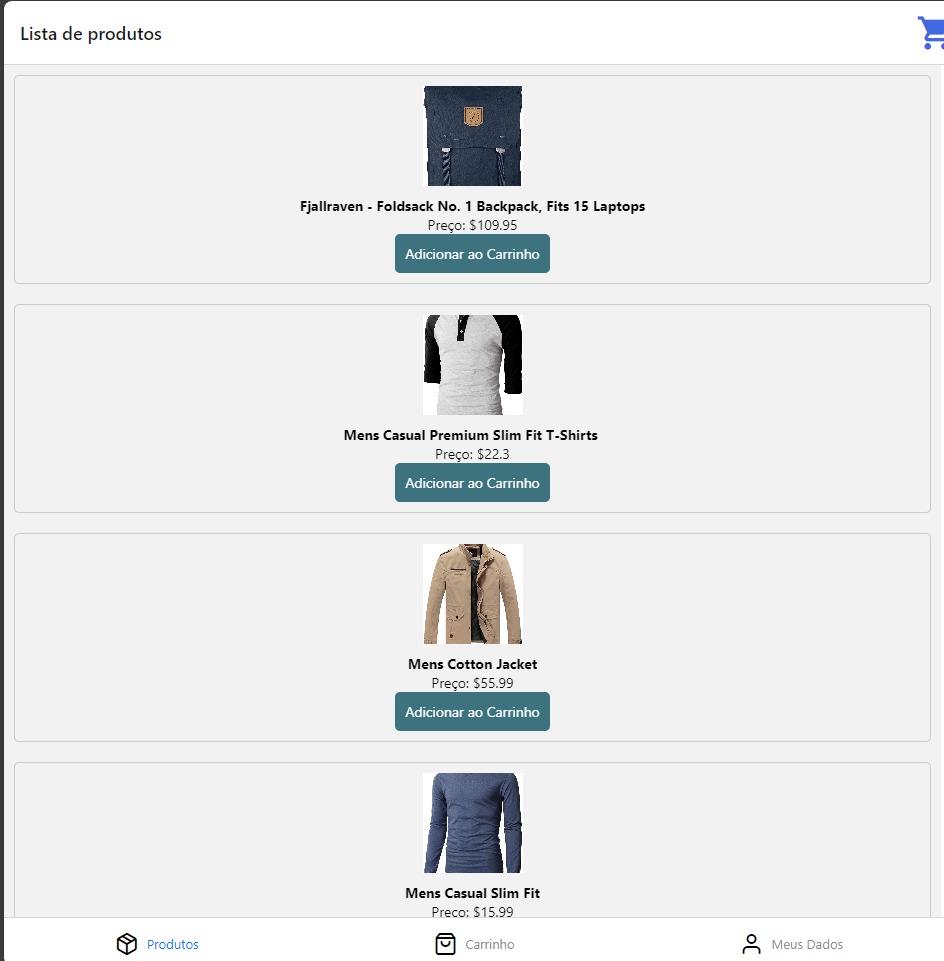 Lista de produtos
Fjallraven - Foldsack No. 1 Backpack, Fits 15 Laptops
Preço: $109.95
Adicionar ao Carrinho
Mens Casual Premium Slim Fit T-Shirts
Preço: $22.3
Adicionar ao Carrinho
Mens Cotton Jacket
Preço: $55.99
Adicionar ao Carrinho
Mens Casual Slim Fit
Preço: $15.99
Produtos
Carrinho
Meus Dados